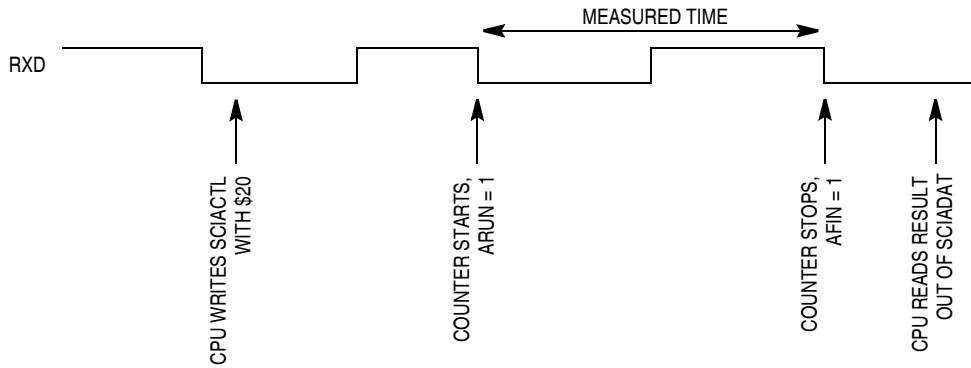 MEASURED TIME
RXD
CPU WRITES SCIACTL
WITH $20
COUNTER STARTS,
ARUN = 1
COUNTER STOPS,
AFIN = 1
CPU READS RESULT
OUT OF SCIADAT